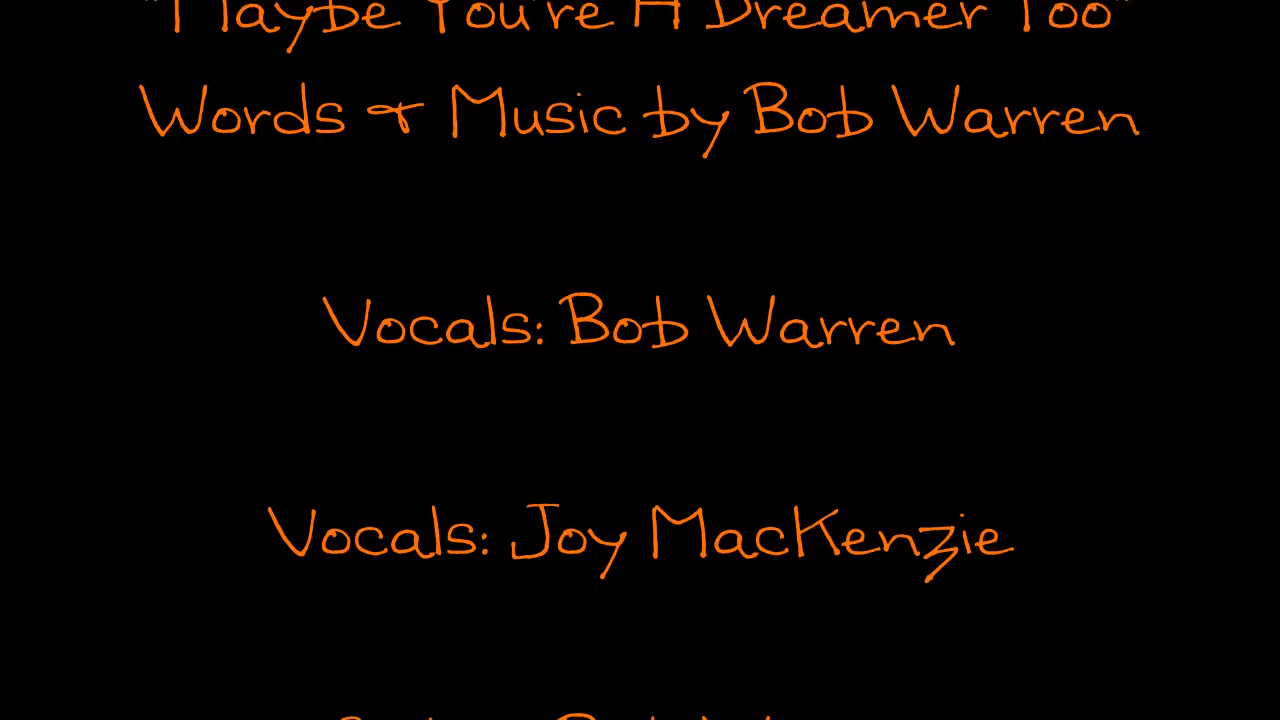 "Maybe You're A Dreamer Too"
Words & Music by Bob Warren
Vocals: Bob Warren
Vocals: Joy MacKenzie